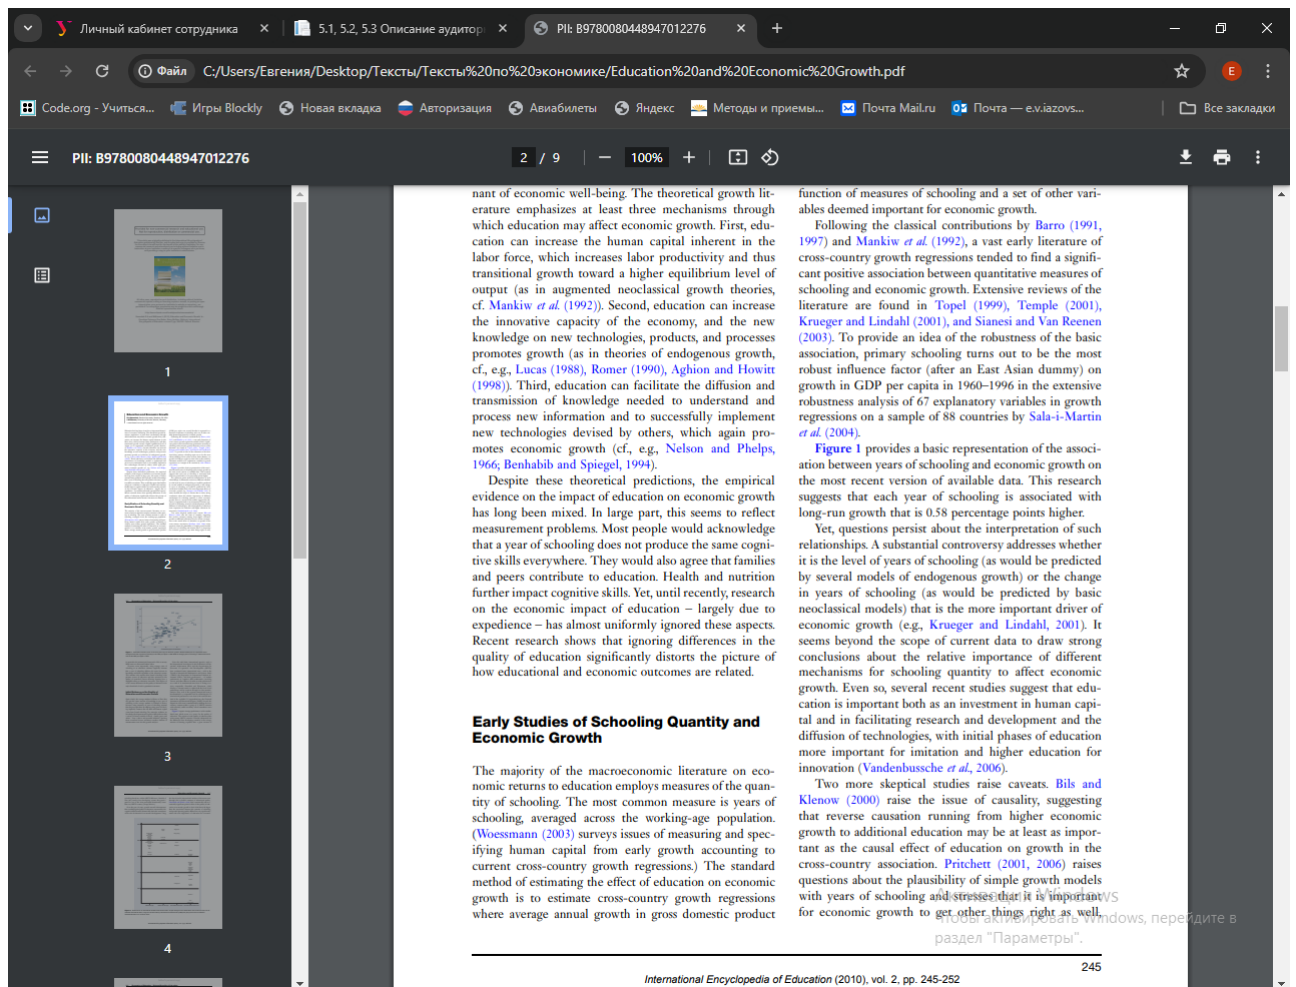 Личный кабинет сотрудника
5.1, 5.2, 5.3 Описание аудитор
PII: B9780080448947012276
Файл
C:/Users/Евгения/Desktop/Тексты/Тексты%20по%20экономике/Education%20and%20Economic%20Growth.pdf
E
Code.org - Учиться...
Игры Blockly
Новая вкладка
Авторизация
Авиабилеты
Яндекс
Методы и приемы...
Почта Mail.ru
Почта — e.v.iazovs...
Все закладки
PII: B9780080448947012276
2 / 9
100%
1
2
3
4
nant of economic well-being. The theoretical growth lit-
erature emphasizes at least three mechanisms through
which education may affect economic growth. First, edu-
cation can increase the human capital inherent in the
labor force, which increases labor productivity and thus
transitional growth toward a higher equilibrium level of
output (as in augmented neoclassical growth theories,
cf. Mankiw et al. (1992)). Second, education can increase
the innovative capacity of the economy, and the new
knowledge on new technologies, products, and processes
promotes growth (as in theories of endogenous growth,
cf., e.g., Lucas (1988), Romer (1990), Aghion and Howitt
(1998)). Third, education can facilitate the diffusion and
transmission of knowledge needed to understand and
process new information and to successfully implement
new technologies devised by others, which again pro-
motes economic growth (cf., e.g., Nelson and Phelps,
1966; Benhabib and Spiegel, 1994).
Despite these theoretical predictions, the empirical
evidence on the impact of education on economic growth
has long been mixed. In large part, this seems to reflect
measurement problems. Most people would acknowledge
that a year of schooling does not produce the same cogni-
tive skills everywhere. They would also agree that families
and peers contribute to education. Health and nutrition
further impact cognitive skills. Yet, until recently, research
on the economic impact of education – largely due to
expedience – has almost uniformly ignored these aspects.
Recent research shows that ignoring differences in the
quality of education significantly distorts the picture of
how educational and economic outcomes are related.
Early Studies of Schooling Quantity and
Economic Growth
The majority of the macroeconomic literature on eco-
nomic returns to education employs measures of the quan-
tity of schooling. The most common measure is years of
schooling, averaged across the working-age population.
(Woessmann (2003) surveys issues of measuring and spec-
ifying human capital from early growth accounting to
current cross-country growth regressions.) The standard
method of estimating the effect of education on economic
growth is to estimate cross-country growth regressions
where average annual growth in gross domestic product
function of measures of schooling and a set of other vari-
ables deemed important for economic growth.
Following the classical contributions by Barro (1991,
1997) and Mankiw et al. (1992), a vast early literature of
cross-country growth regressions tended to find a signifi-
cant positive association between quantitative measures of
schooling and economic growth. Extensive reviews of the
literature are found in Topel (1999), Temple (2001),
Krueger and Lindahl (2001), and Sianesi and Van Reenen
(2003). To provide an idea of the robustness of the basic
association, primary schooling turns out to be the most
robust influence factor (after an East Asian dummy) on
growth in GDP per capita in 1960–1996 in the extensive
robustness analysis of 67 explanatory variables in growth
regressions on a sample of 88 countries by Sala-i-Martin
et al. (2004).
Figure 1 provides a basic representation of the associ-
ation between years of schooling and economic growth on
the most recent version of available data. This research
suggests that each year of schooling is associated with
long-run growth that is 0.58 percentage points higher.
Yet, questions persist about the interpretation of such
relationships. A substantial controversy addresses whether
it is the level of years of schooling (as would be predicted
by several models of endogenous growth) or the change
in years of schooling (as would be predicted by basic
neoclassical models) that is the more important driver of
economic growth (e.g., Krueger and Lindahl, 2001). It
seems beyond the scope of current data to draw strong
conclusions about the relative importance of different
mechanisms for schooling quantity to affect economic
growth. Even so, several recent studies suggest that edu-
cation is important both as an investment in human capi-
tal and in facilitating research and development and the
diffusion of technologies, with initial phases of education
more important for imitation and higher education for
innovation (Vandenbussche et al., 2006).
Two more skeptical studies raise caveats. Bils and
Klenow (2000) raise the issue of causality, suggesting
that reverse causation running from higher economic
growth to additional education may be at least as impor-
tant as the causal effect of education on growth in the
cross-country association. Pritchett (2001, 2006) raises
questions about the plausibility of simple growth models
with years of schooling and stresses that it is important
for economic growth to get other things right as well,
Активация Windows
Чтобы активировать Windows, перейдите в
раздел "Параметры".
245
International Encyclopedia of Education (2010), vol. 2, pp. 245-252